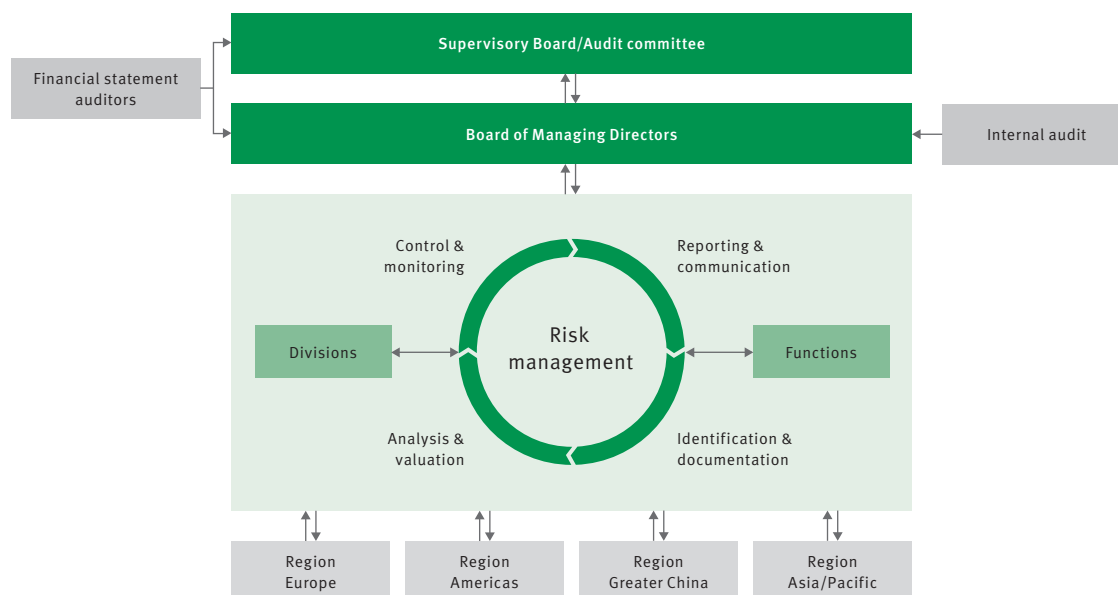 Supervisory Board/Audit committee
Financial statement
auditors
Board of Managing Directors
Internal audit
Control &
monitoring
Reporting &
communication
Divisions
Risk
management
Functions
Analysis &
valuation
Identification &
documentation
Region
Europe
Region
Americas
Region
Greater China
Region
Asia/Pacific